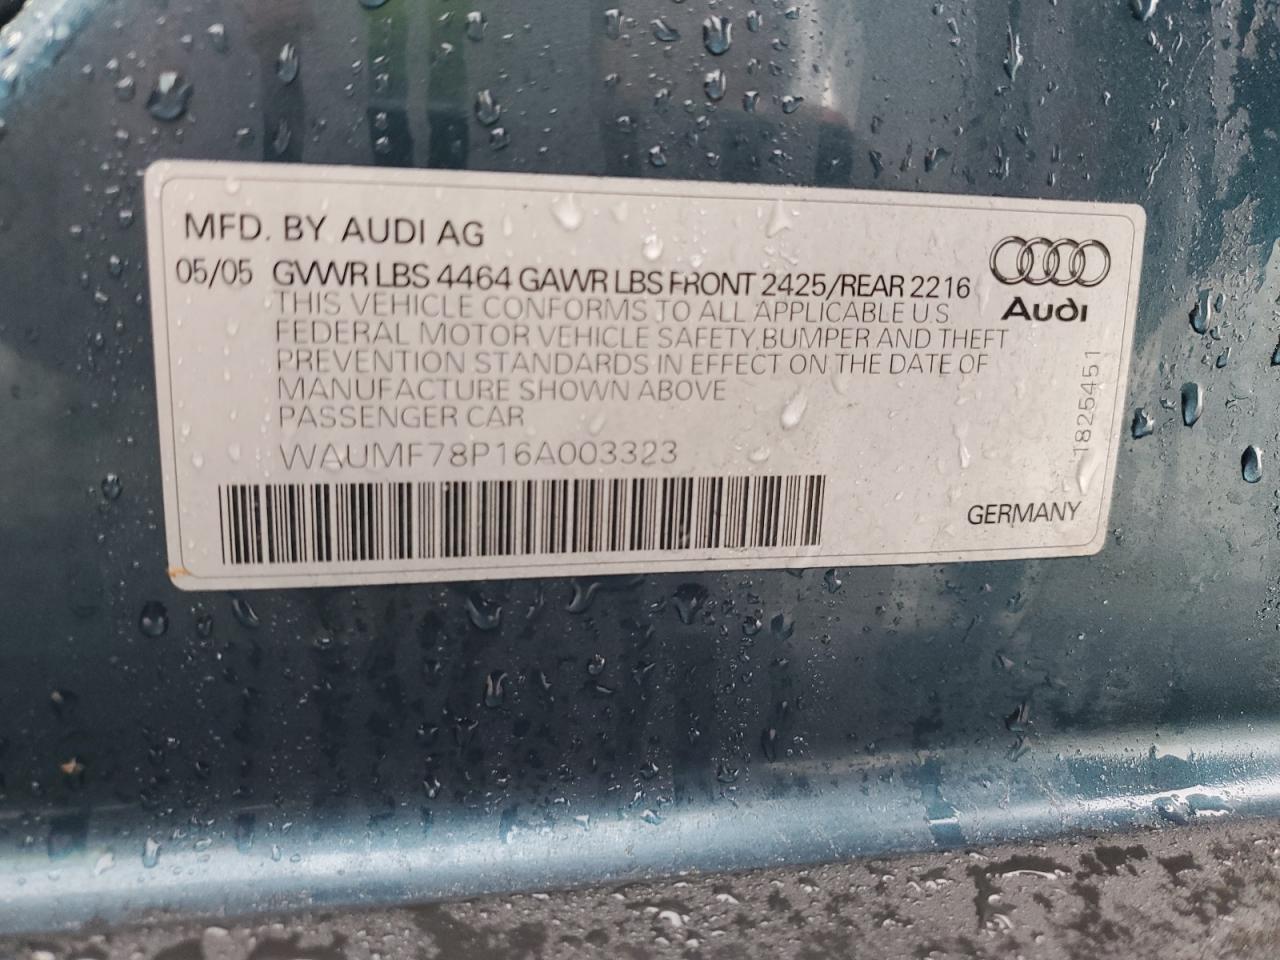 MFD. BY AUDI AG
05/05 GVWR LBS 4464 GAWR LBS FRONT 2425/REAR 2216
THIS VEHICLE CONFORMS TO ALL APPLICABLE U.S
FEDERAL MOTOR VEHICLE SAFETY, BUMPER AND THEFT
PREVENTION STANDARDS IN EFFECT ON THE DATE OF
MANUFACTURE SHOWN ABOVE
PASSENGER CAR
WAUMF78P16A003323
Audi
1825451
GERMANY